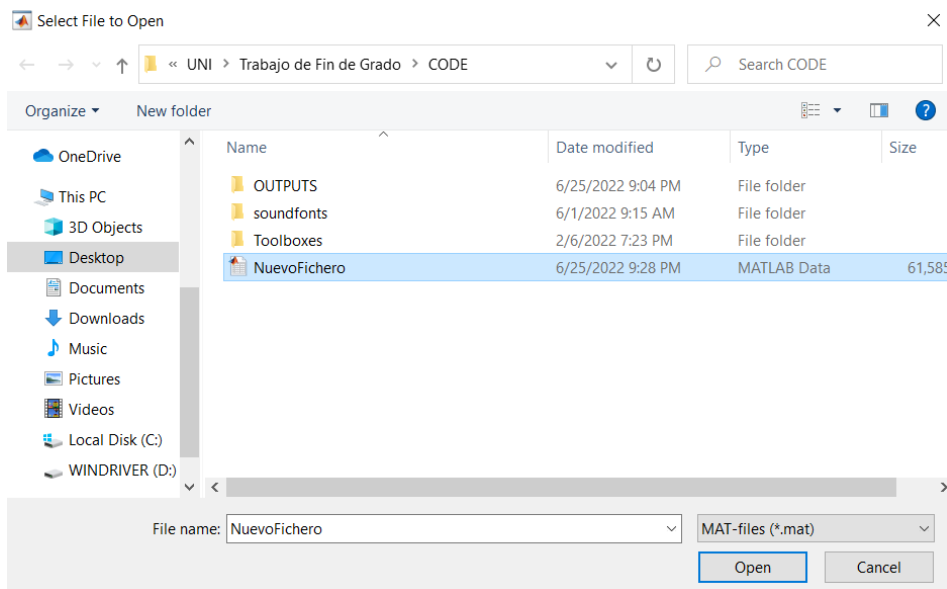 Select File to Open
« UNI > Trabajo de Fin de Grado > CODE
Search CODE
Organize
New folder
?
Name
Date modified
Type
Size
OneDrive
This PC
3D Objects
Desktop
Documents
Downloads
Music
Pictures
Videos
Local Disk (C:)
WINDRIVER (D:)
OUTPUTS 6/25/2022 9:04 PM File folder
soundfonts 6/1/2022 9:15 AM File folder
Toolboxes 2/6/2022 7:23 PM File folder
NuevoFichero 6/25/2022 9:28 PM MATLAB Data 61,585
File name: NuevoFichero
MAT-files (*.mat)
Open
Cancel